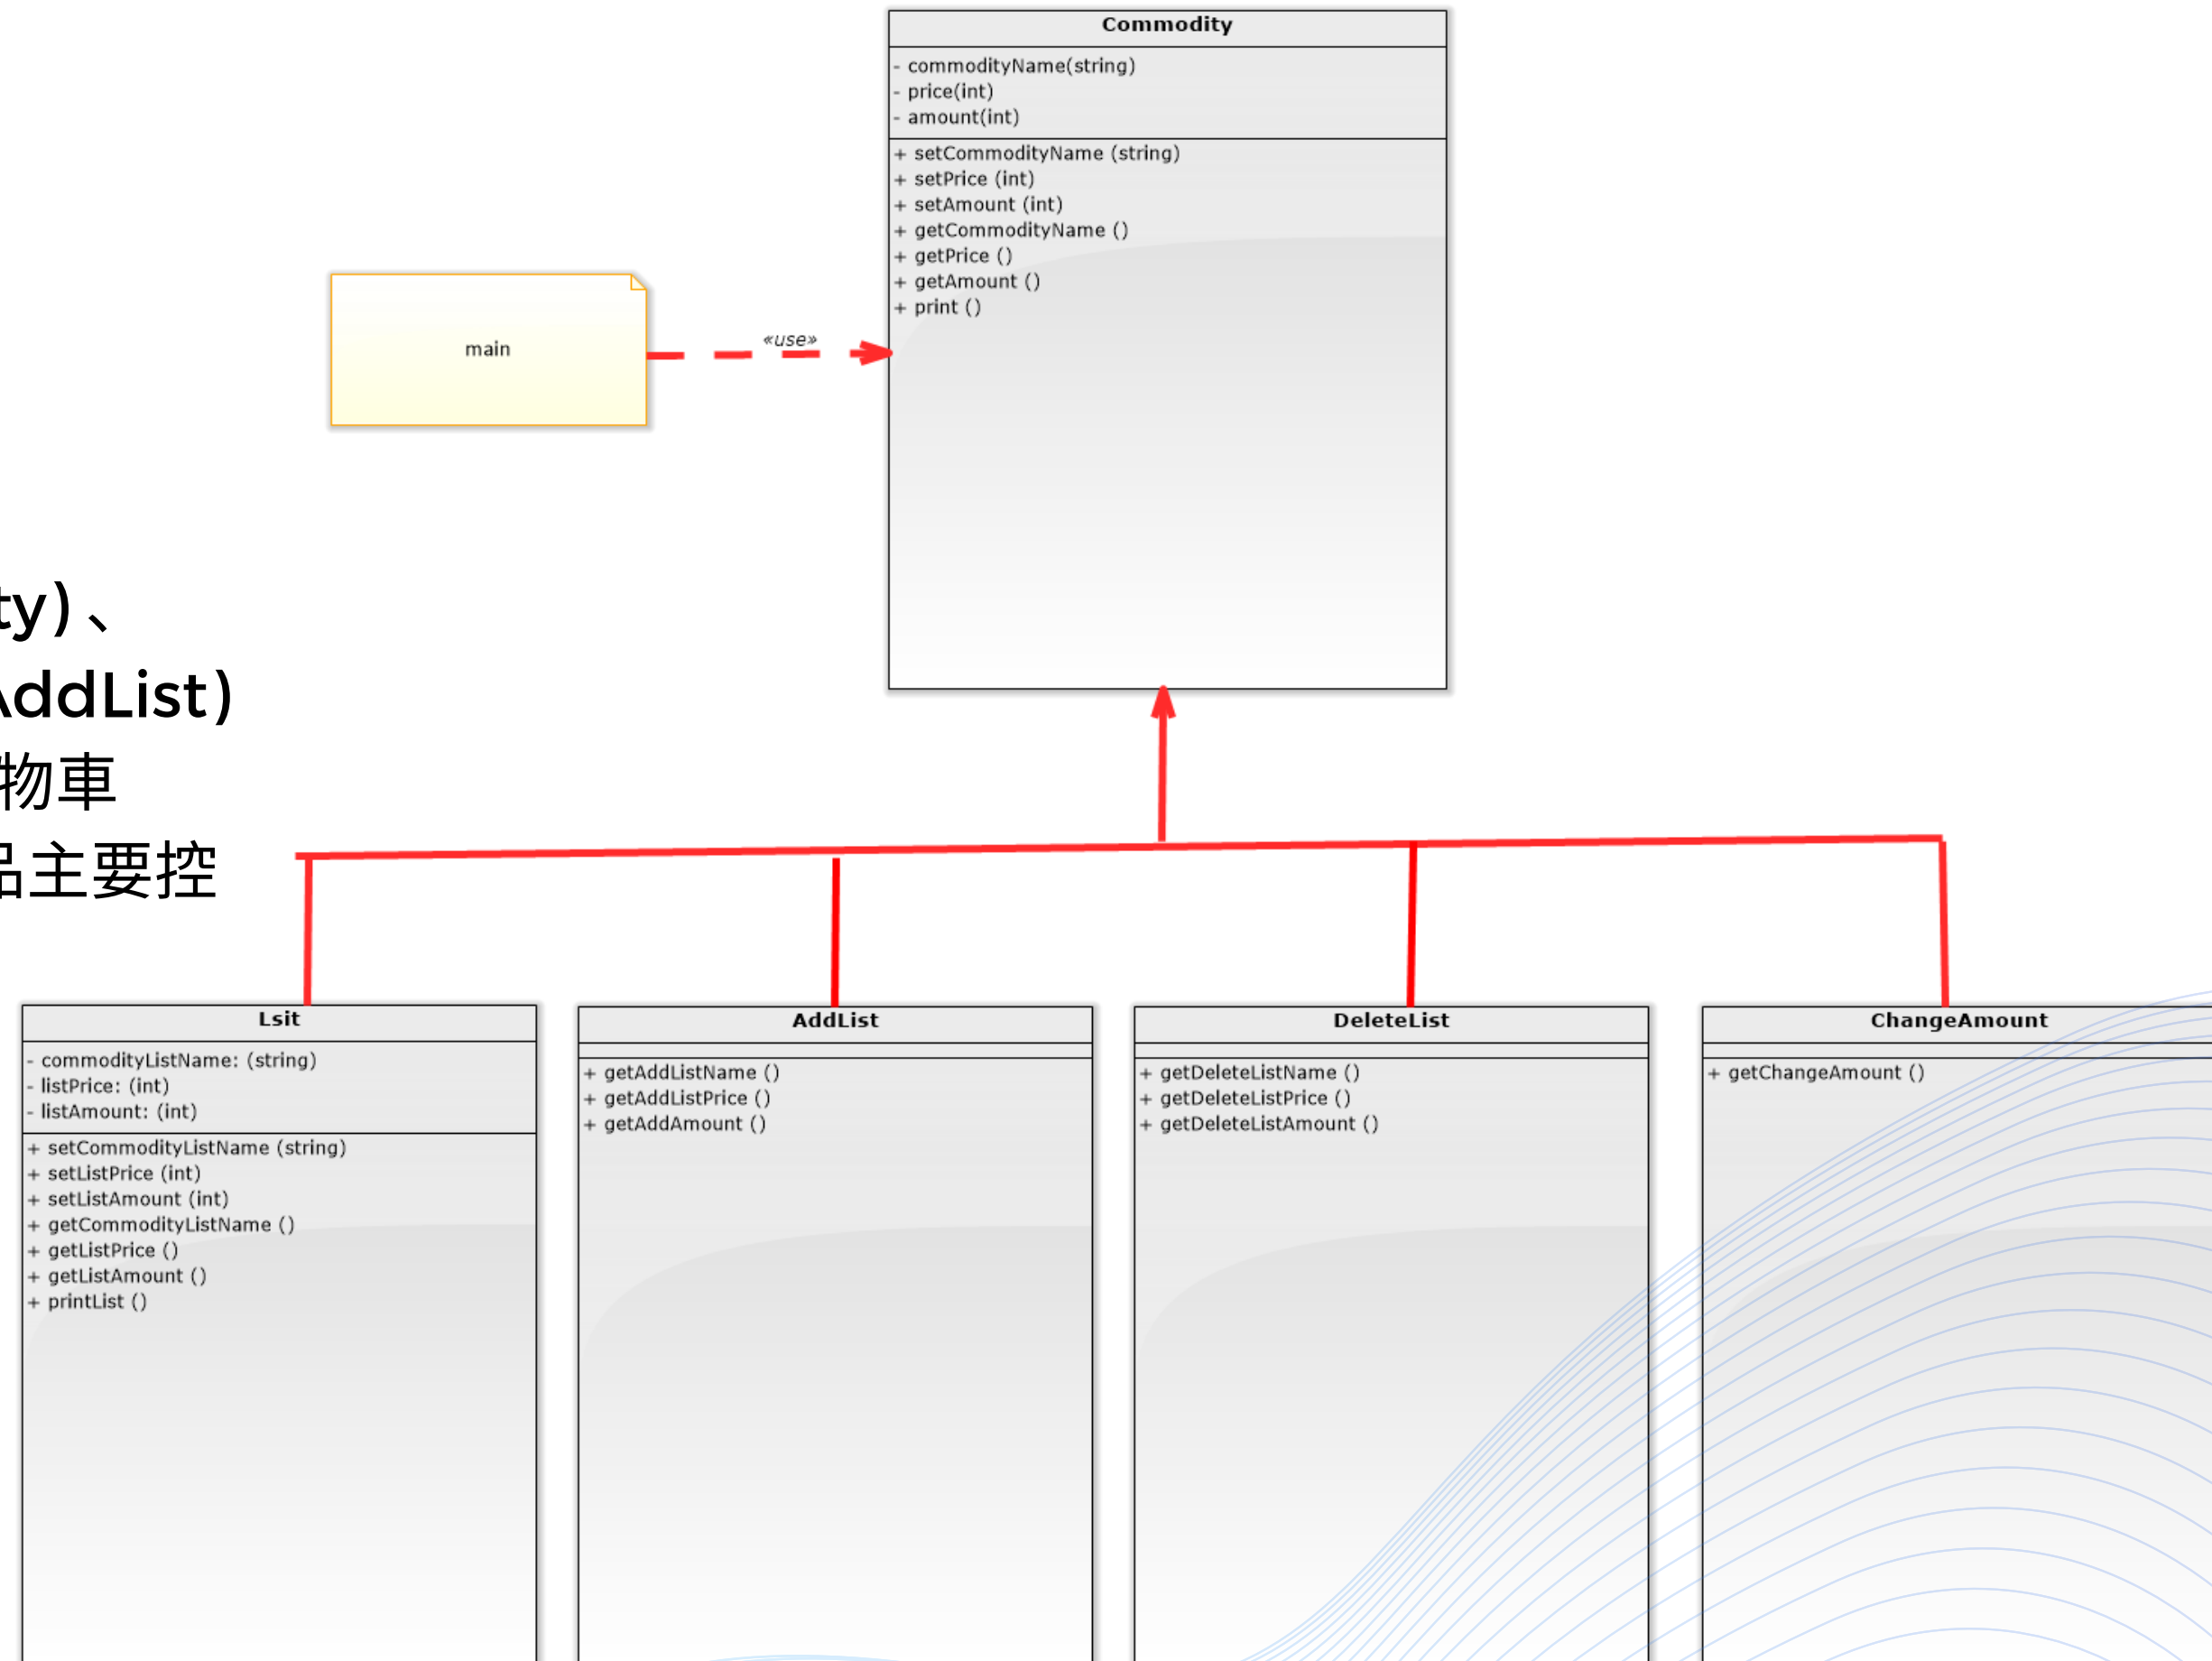 Commodity
- commodityName(string)
- price(int)
- amount(int)
+ setCommodityName (string)
+ setPrice (int)
+ setAmount (int)
+ getCommodityName ()
+ getPrice ()
+ getAmount ()
+ print ()
main
«use»
ty)、
AddList)
物車
品主要控
Lsit
- commodityListName: (string)
- listPrice: (int)
- listAmount: (int)
+ setCommodityListName (string)
+ setListPrice (int)
+ setListAmount (int)
+ getCommodityListName ()
+ getListPrice ()
+ getListAmount ()
+ printList ()
AddList
+ getAddListName ()
+ getAddListPrice ()
+ getAddAmount ()
DeleteList
+ getDeleteListName ()
+ getDeleteListPrice ()
+ getDeleteListAmount ()
ChangeAmount
+ getChangeAmount ()